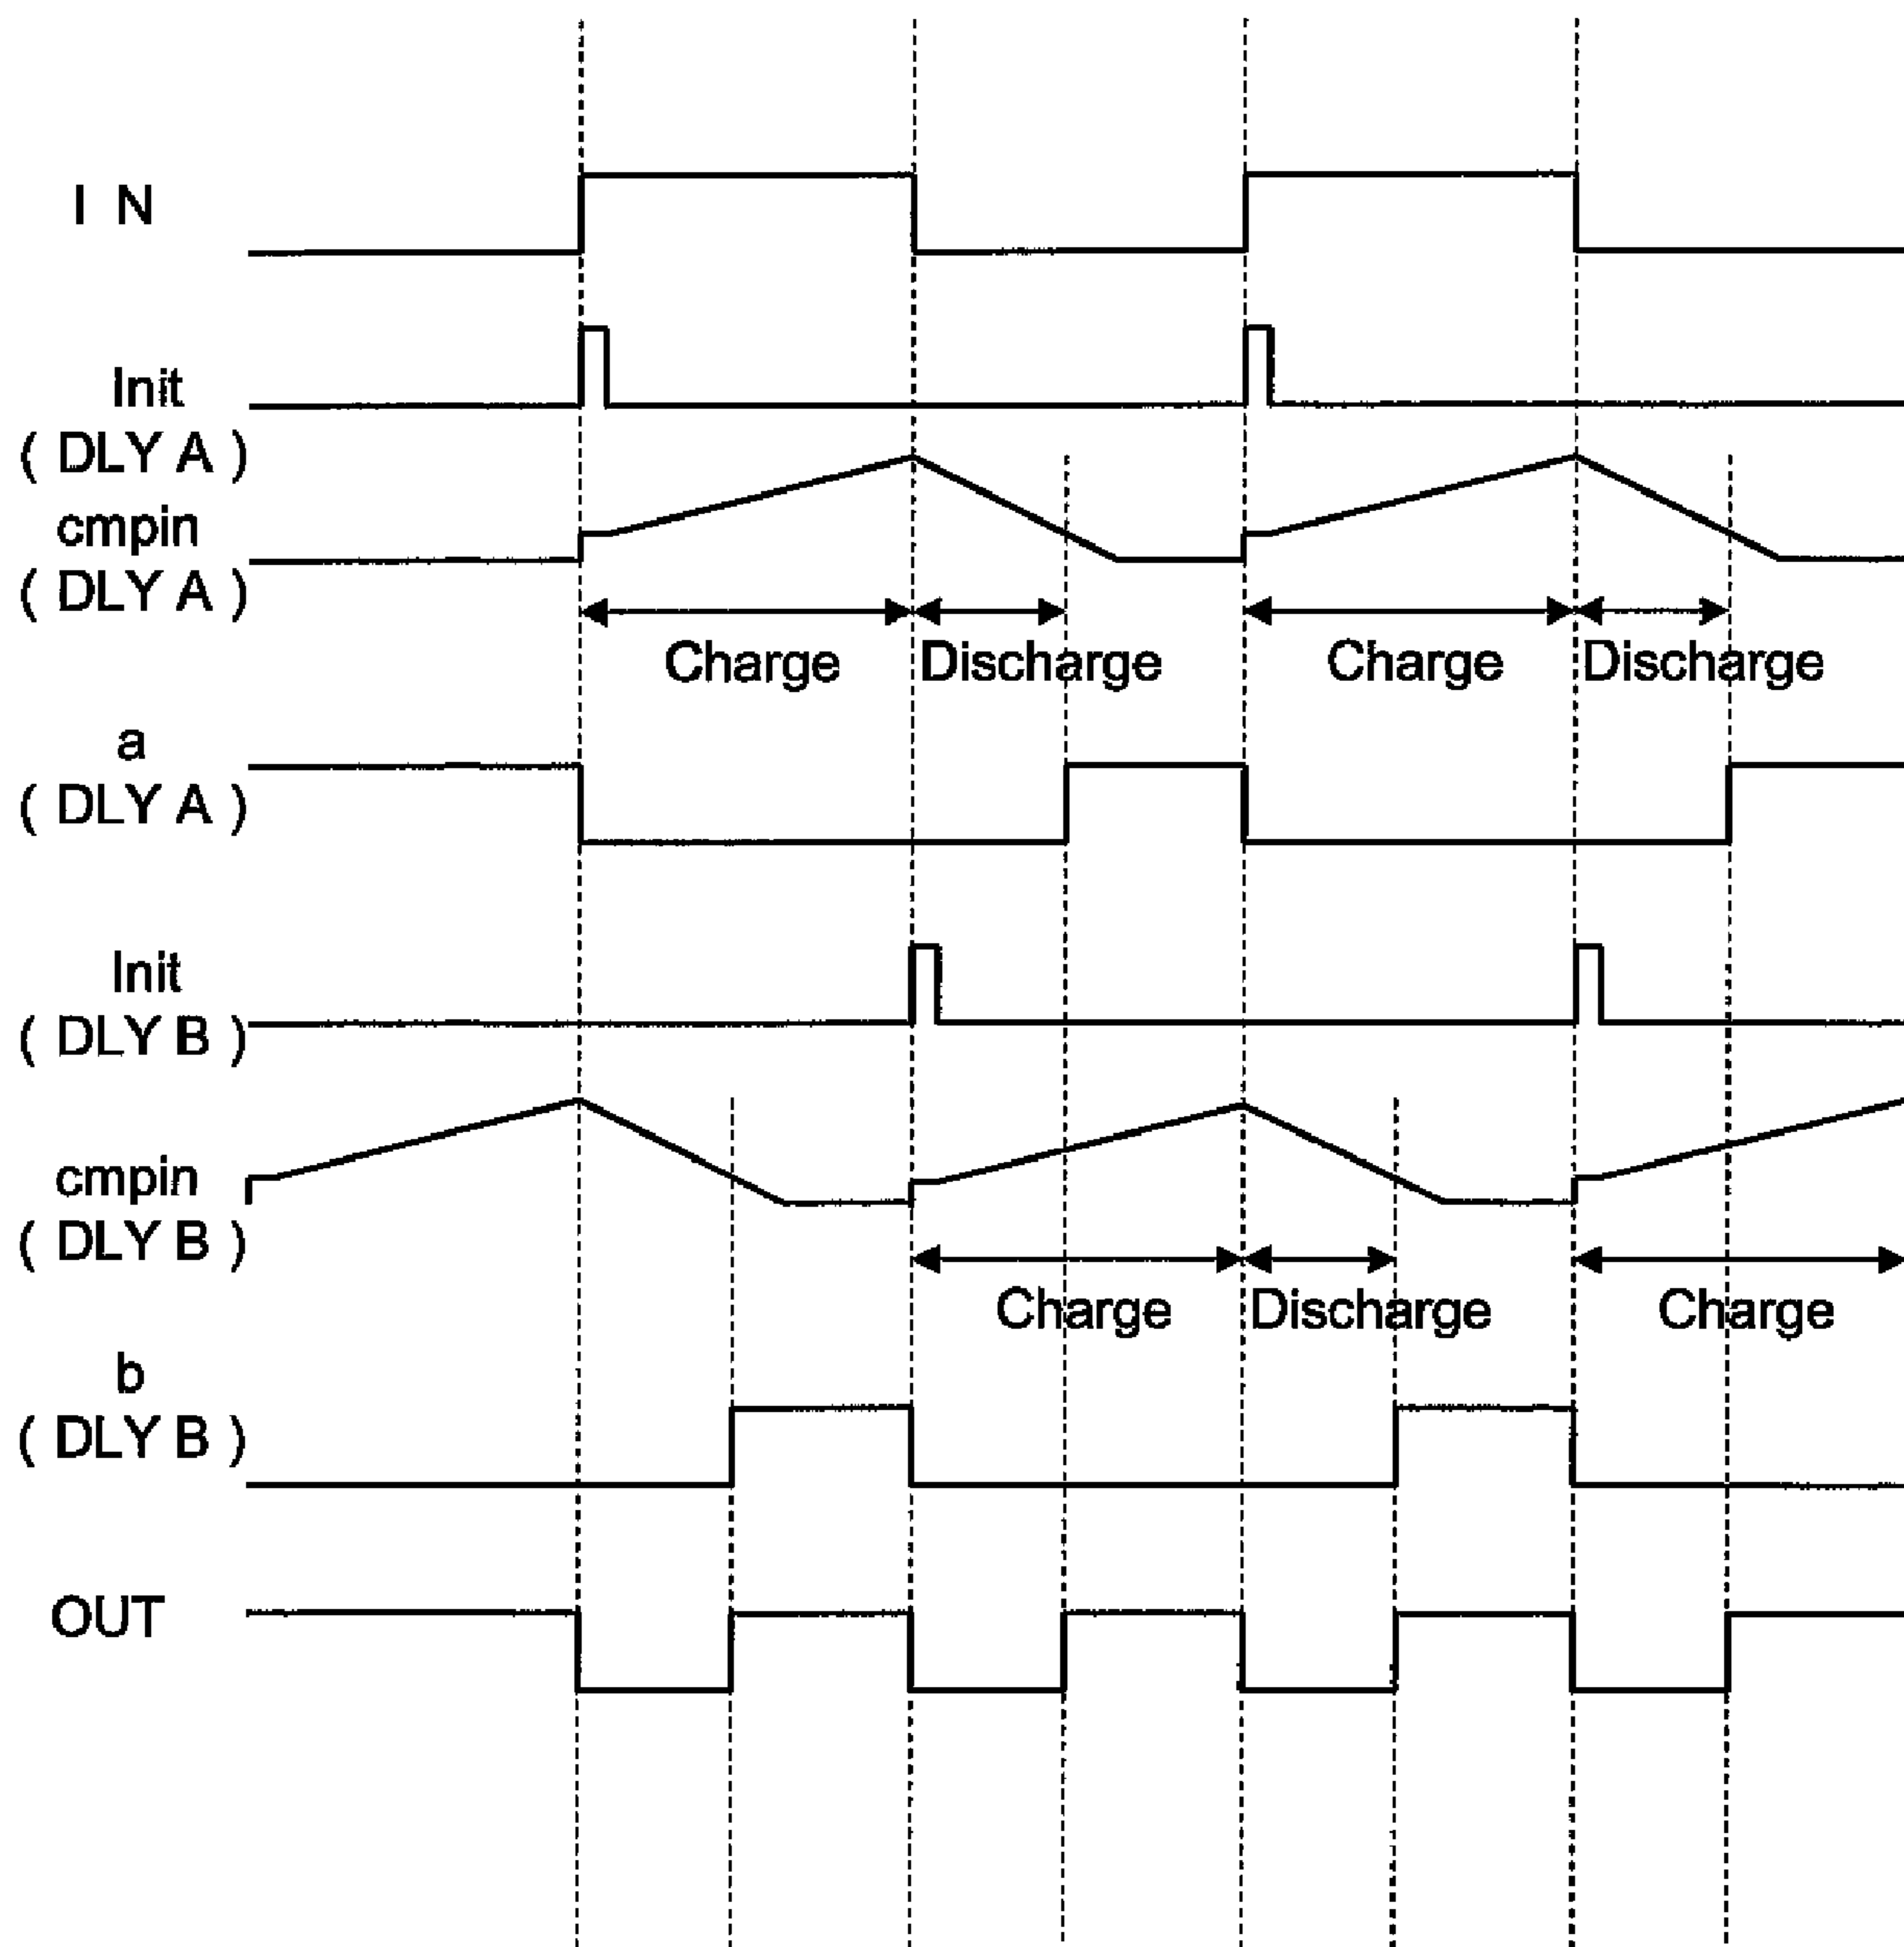 I N
Init
( DLY A )
cmpin
( DLY A )
Charge Discharge Charge Discharge
a
( DLY A )
Init
( DLY B )
cmpin
( DLY B )
Charge Discharge Charge
b
( DLY B )
OUT